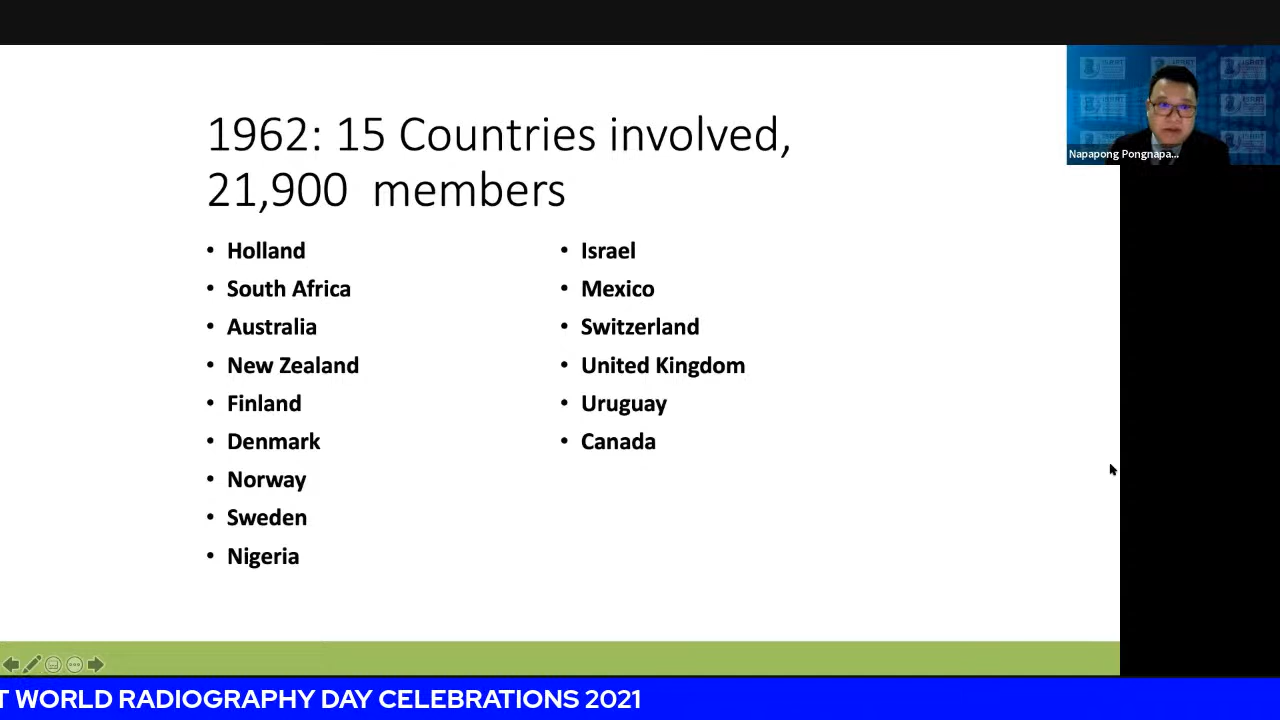 1962: 15 Countries involved,
21,900 members
• Holland
• South Africa
• Australia
• New Zealand
• Finland
• Denmark
• Norway
• Sweden
• Nigeria
• Israel
• Mexico
• Switzerland
• United Kingdom
• Uruguay
• Canada
Napapong Pongnapa...
T WORLD RADIOGRAPHY DAY CELEBRATIONS 2021